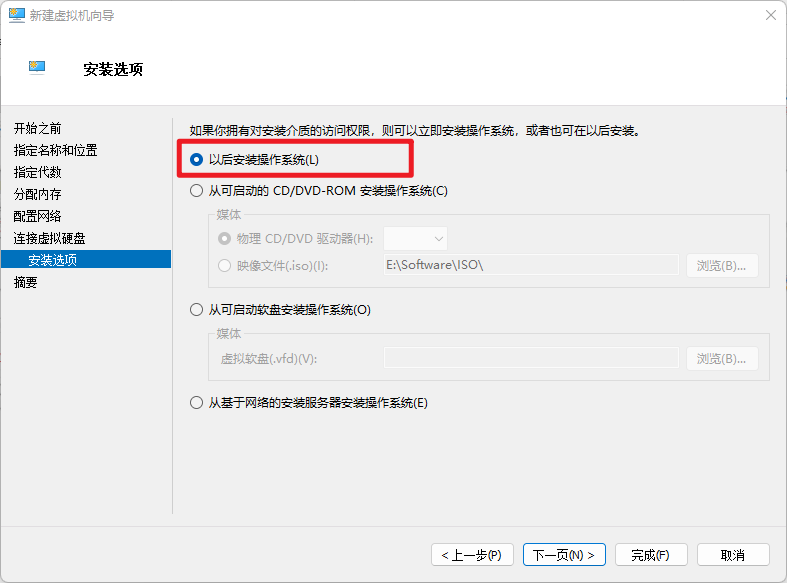 新建虚拟机向导
安装选项
开始之前
指定名称和位置
指定代数
分配内存
配置网络
连接虚拟硬盘
安装选项
摘要
如果你拥有对安装介质的访问权限，则可以立即安装操作系统，或者也可在以后安装。
以后安装操作系统(L)
从可启动的 CD/DVD-ROM 安装操作系统(C)
媒体
物理 CD/DVD 驱动器(H):
映像文件(.iso)(I):
E:\Software\ISO\
浏览(B)...
从可启动软盘安装操作系统(O)
媒体
虚拟软盘(.vfd)(V):
浏览(B)...
从基于网络的安装服务器安装操作系统(E)
< 上一步(P)
下一页(N) >
完成(F)
取消